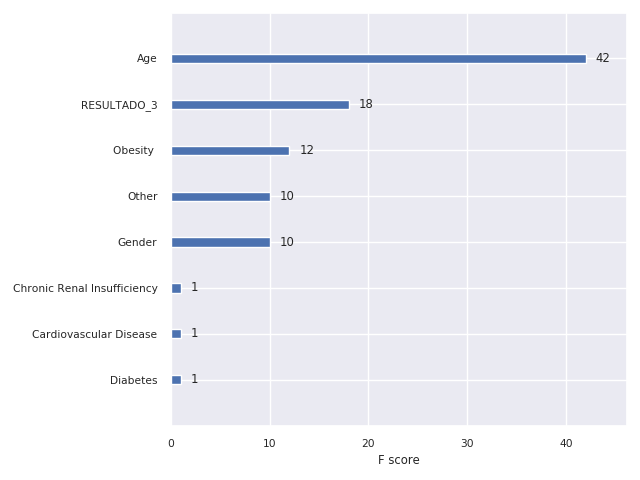 Age 42
RESULTADO_3 18
Obesity 12
Other 10
Gender 10
Chronic Renal Insufficiency 1
Cardiovascular Disease 1
Diabetes 1
0 10 20 30 40
F score